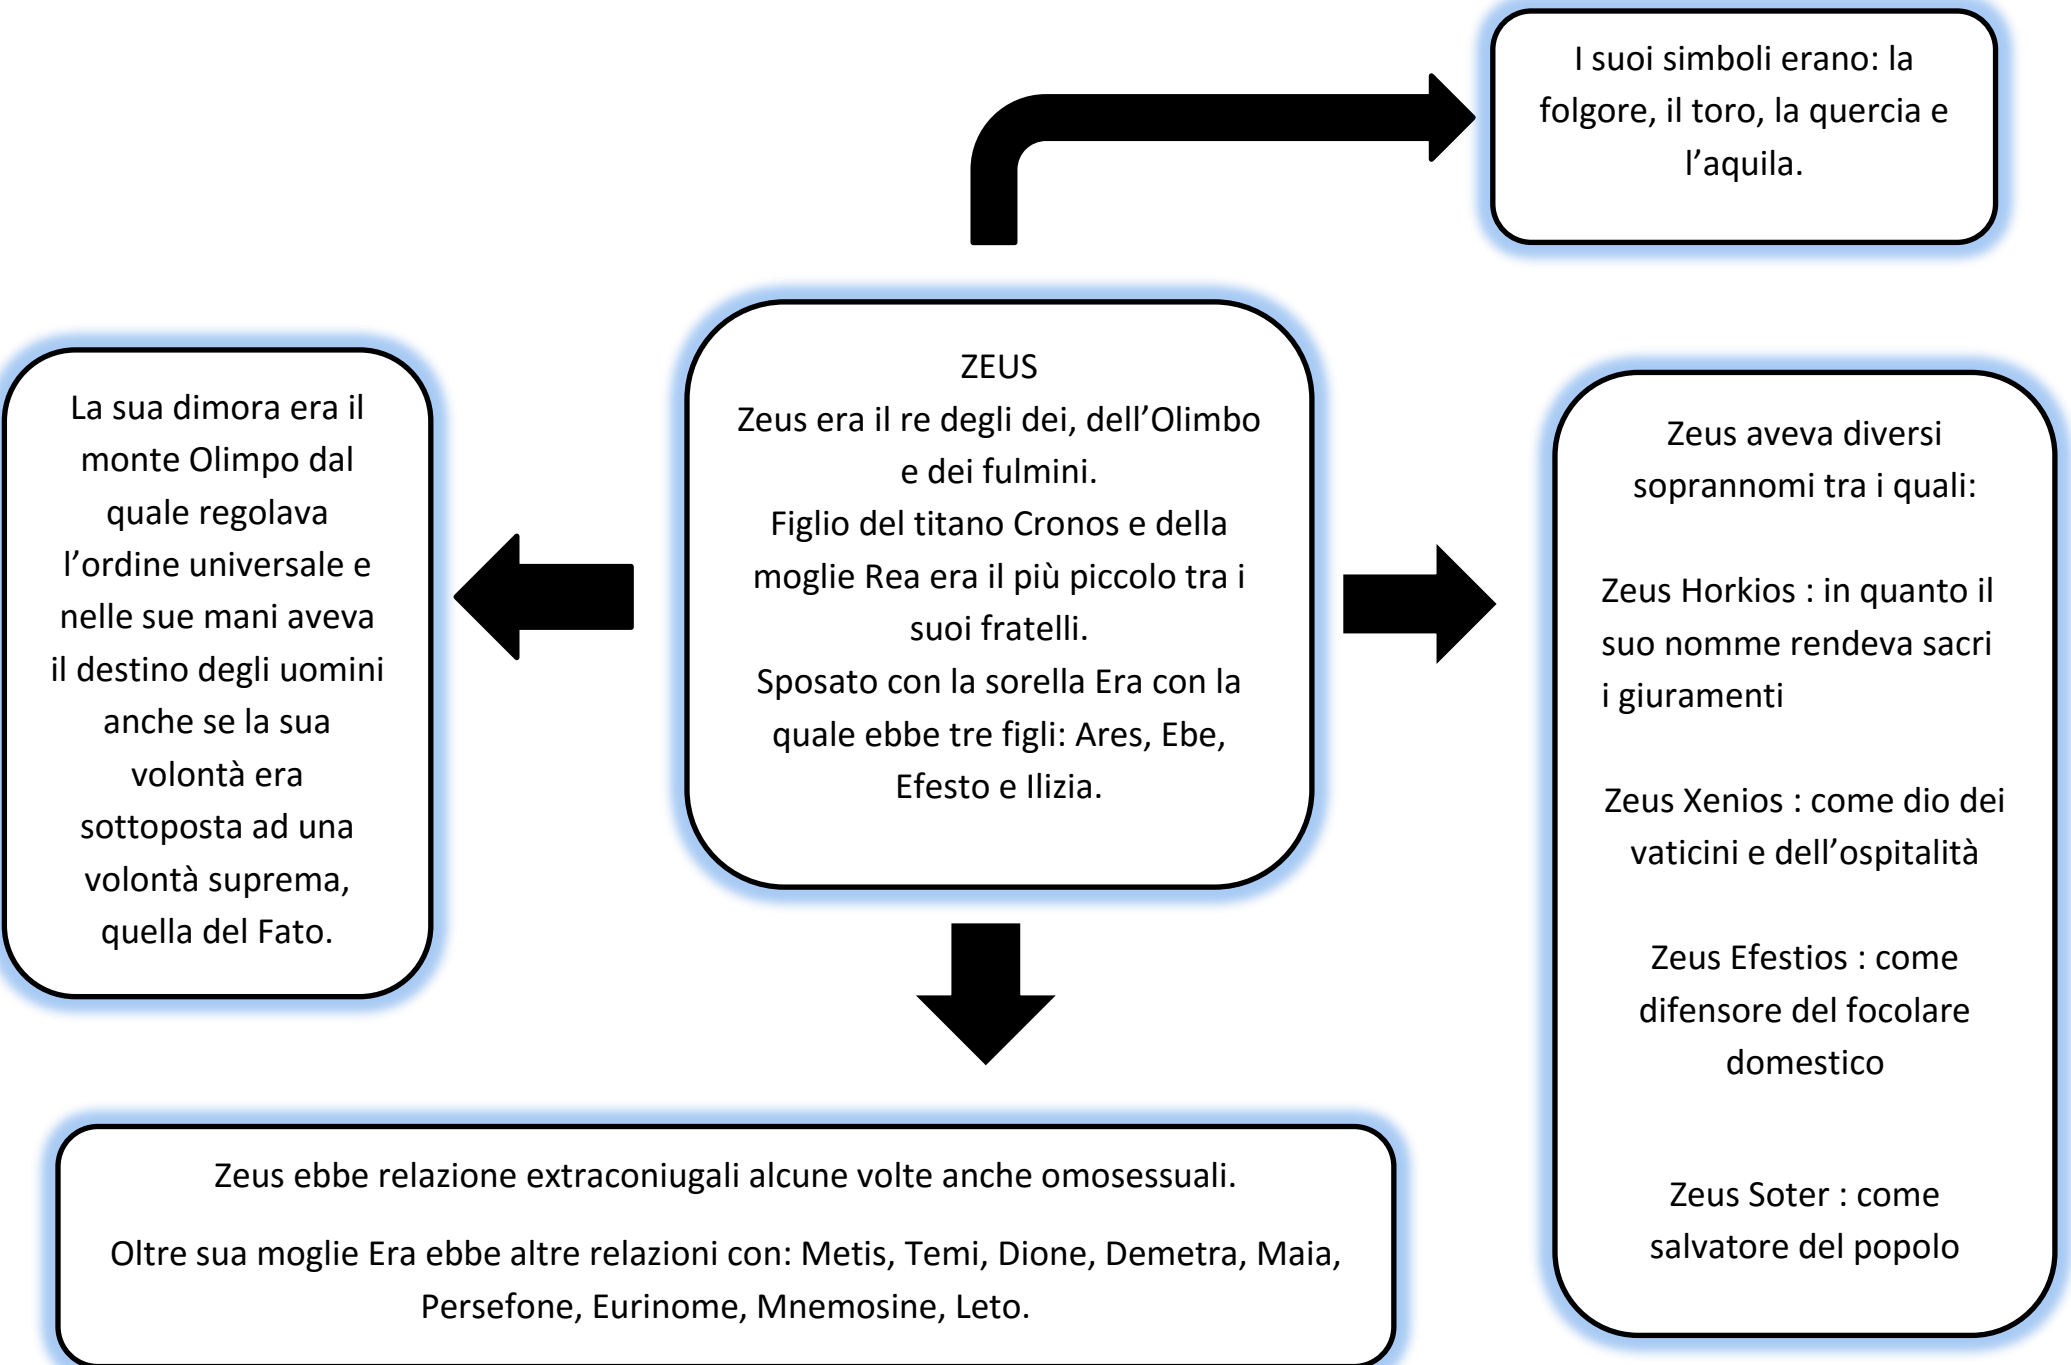 I suoi simboli erano: la
folgore, il toro, la quercia e
l’aquila.
ZEUS
Zeus era il re degli dei, dell’Olimbo
e dei fulmini.
Figlio del titano Cronos e della
moglie Rea era il più piccolo tra i
suoi fratelli.
Sposato con la sorella Era con la
quale ebbe tre figli: Ares, Ebe,
Efesto e Ilizia.
La sua dimora era il
monte Olimpo dal
quale regolava
l’ordine universale e
nelle sue mani aveva
il destino degli uomini
anche se la sua
volontà era
sottoposta ad una
volontà suprema,
quella del Fato.
Zeus aveva diversi
soprannomi tra i quali:
Zeus Horkios : in quanto il
suo nomme rendeva sacri
i giuramenti
Zeus Xenios : come dio dei
vaticini e dell’ospitalità
Zeus Efestios : come
difensore del focolare
domestico
Zeus Soter : come
salvatore del popolo
Zeus ebbe relazione extraconiugali alcune volte anche omosessuali.
Oltre sua moglie Era ebbe altre relazioni con: Metis, Temi, Dione, Demetra, Maia,
Persefone, Eurinome, Mnemosine, Leto.